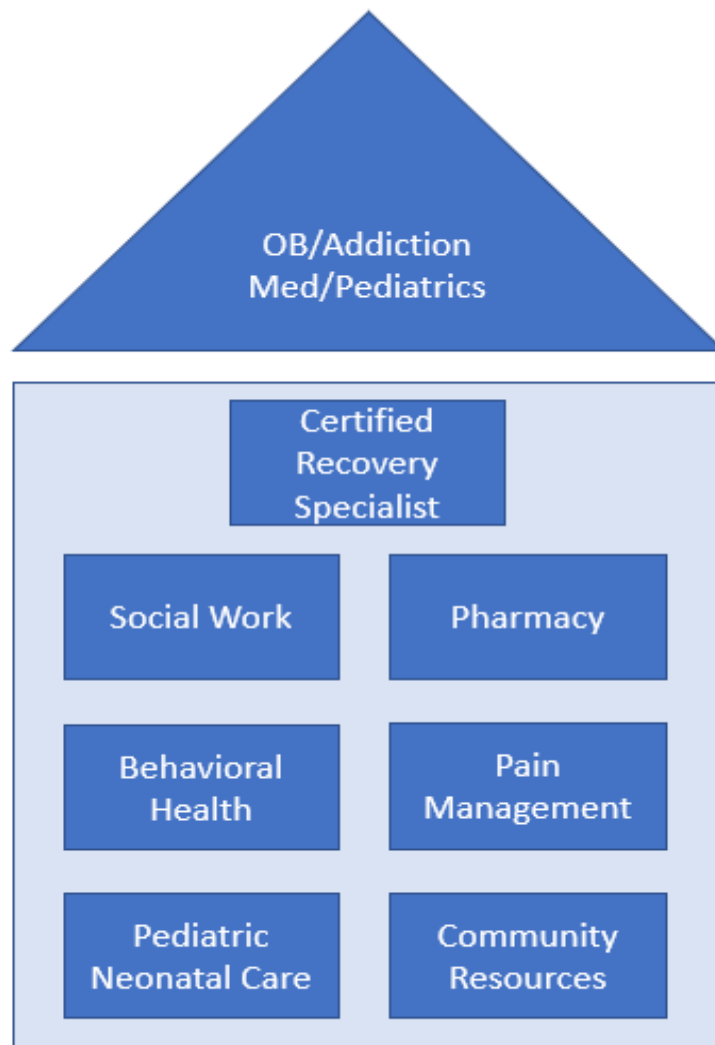 OB/Addiction
Med/Pediatrics
Certified
Recovery
Specialist
Social Work
Pharmacy
Behavioral
Health
Pain
Management
Pediatric
Neonatal Care
Community
Resources